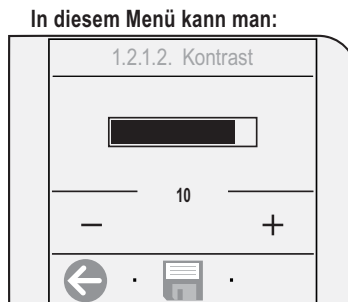 In diesem Menü kann man:
1.2.1.2. Kontrast
10
− +